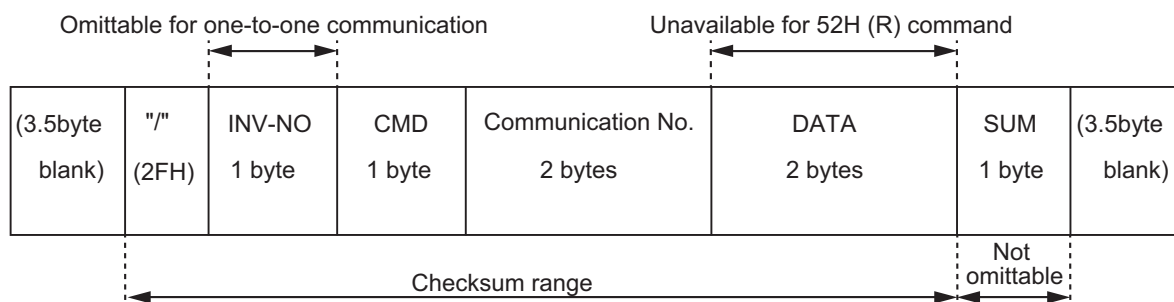 Omittable for one-to-one communication
Unavailable for 52H (R) command
(3.5byte blank)
"/" (2FH)
INV-NO 1 byte
CMD 1 byte
Communication No. 2 bytes
DATA 2 bytes
SUM 1 byte
(3.5byte blank)
Checksum range
Not omittable